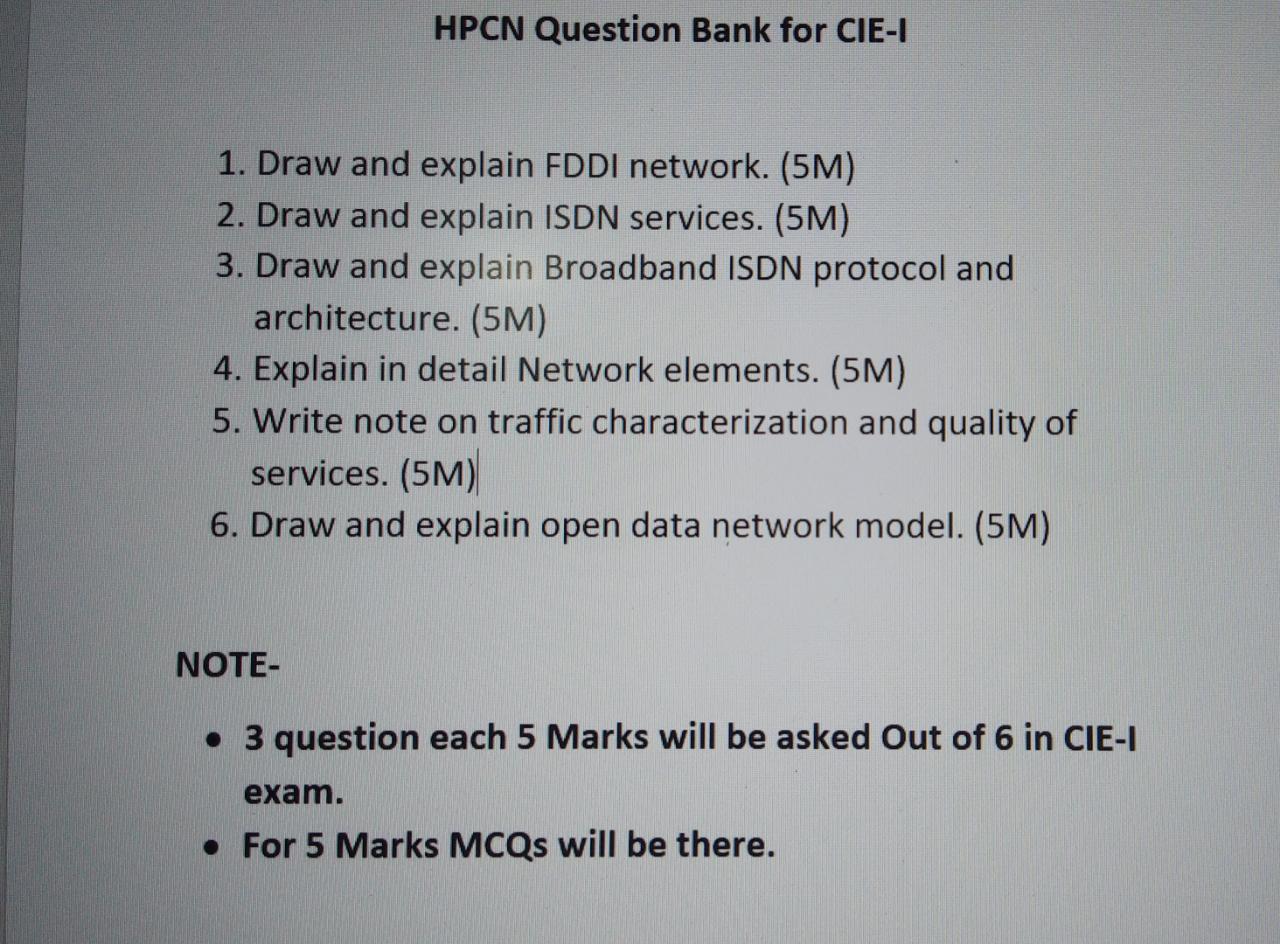 HPCN Question Bank for CIE-I
1. Draw and explain FDDI network. (5M)
2. Draw and explain ISDN services. (5M)
3. Draw and explain Broadband ISDN protocol and
architecture. (5M)
4. Explain in detail Network elements. (5M)
5. Write note on traffic characterization and quality of
services. (5M)
6. Draw and explain open data network model. (5M)
NOTE-
• 3 question each 5 Marks will be asked Out of 6 in CIE-I
exam.
• For 5 Marks MCQs will be there.